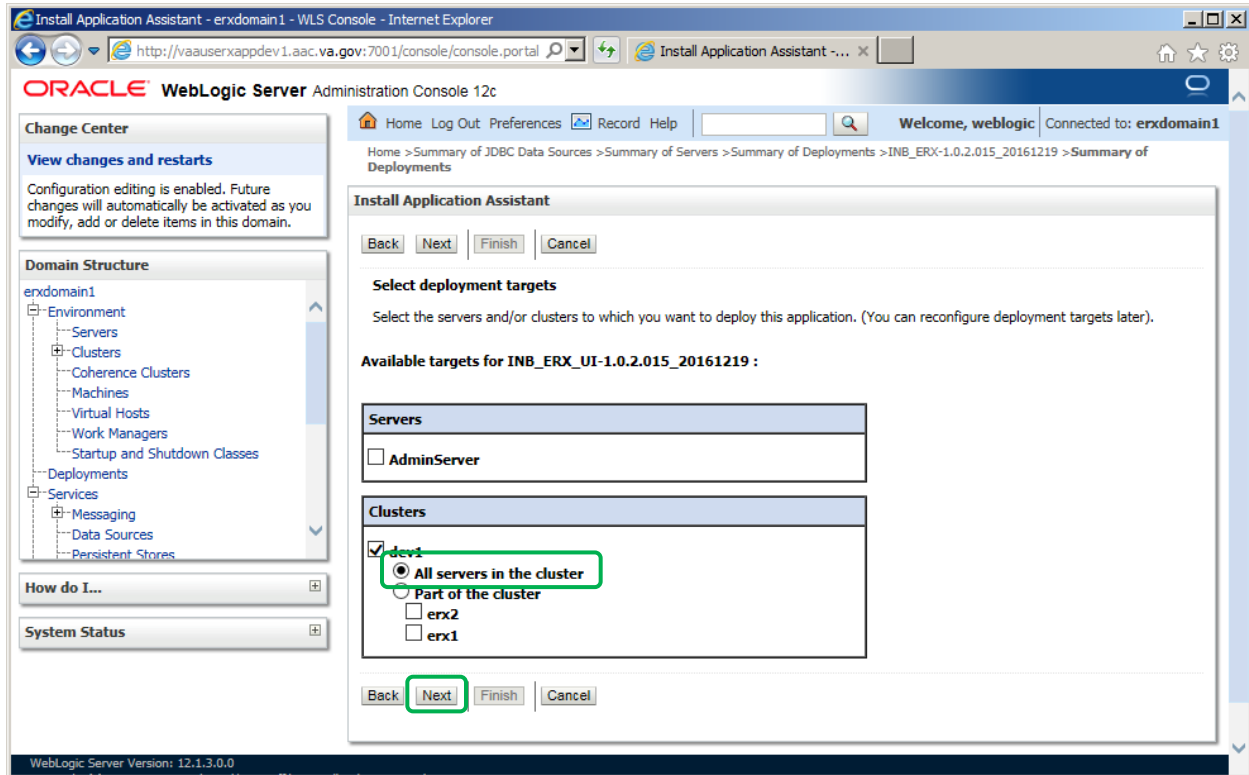 Install Application Assistant - erxdomain1 - WLS Console - Internet Explorer
http://vaauserxappdev1.aac.va.gov:7001/console/console.portal
Install Application Assistant -...
ORACLE WebLogic Server Administration Console 12c
Change Center
View changes and restarts
Configuration editing is enabled. Future
changes will automatically be activated as you
modify, add or delete items in this domain.
Domain Structure
erxdomain1
Environment
Servers
Clusters
Coherence Clusters
Machines
Virtual Hosts
Work Managers
Startup and Shutdown Classes
Deployments
Services
Messaging
Data Sources
Persistent Stores
How do I...
System Status
Home Log Out Preferences Record Help
Welcome, weblogic Connected to: erxdomain1
Home >Summary of JDBC Data Sources >Summary of Servers >Summary of Deployments >INB_ERX-1.0.2.015_20161219 >Summary of
Deployments
Install Application Assistant
Back Next Finish Cancel
Select deployment targets
Select the servers and/or clusters to which you want to deploy this application. (You can reconfigure deployment targets later).
Available targets for INB_ERX_UI-1.0.2.015_20161219 :
Servers
AdminServer
Clusters
dev1
All servers in the cluster
Part of the cluster
erx2
erx1
Back Next Finish Cancel
WebLogic Server Version: 12.1.3.0.0